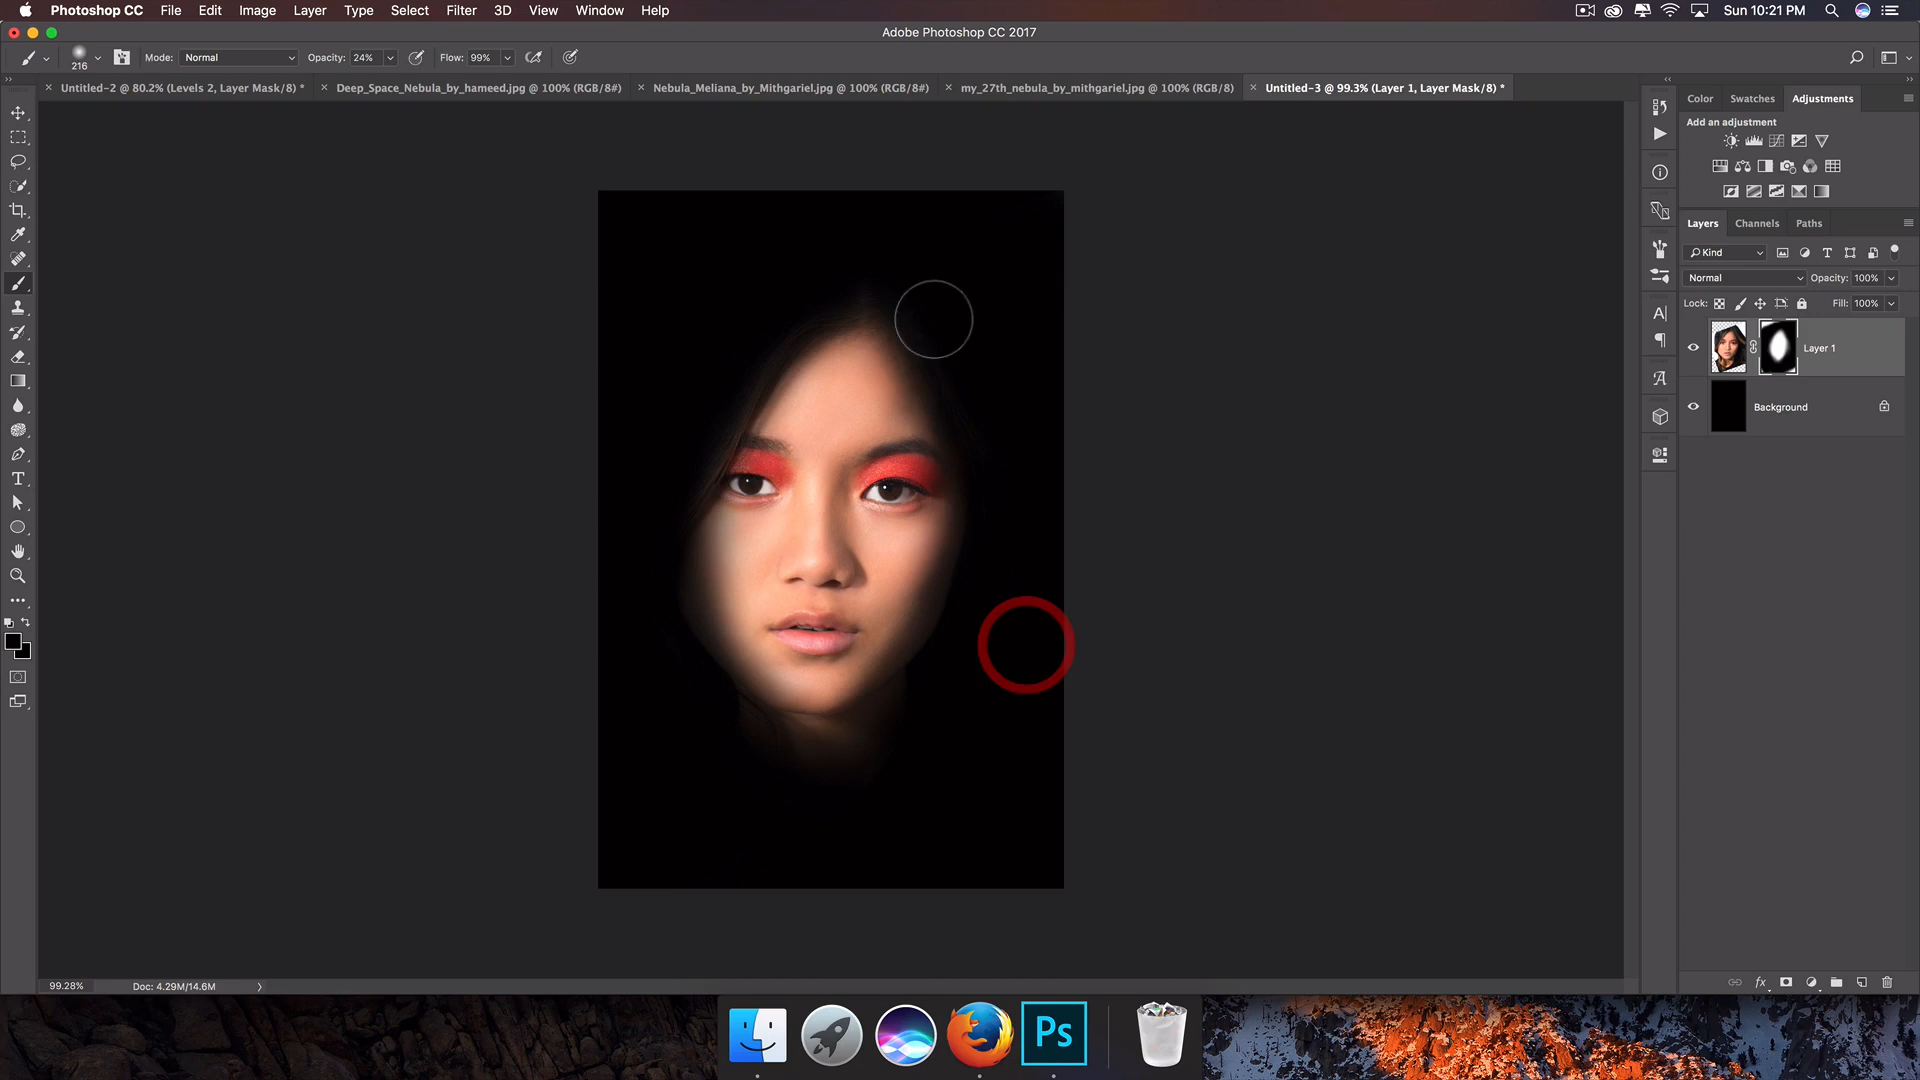 Photoshop CC File Edit Image Layer Type Select Filter 3D View Window Help Sun 10:21 PM
Adobe Photoshop CC 2017
216 Mode: Normal Opacity: 24% Flow: 99%
Untitled-2 @ 80.2% (Levels 2, Layer Mask/8) * Deep_Space_Nebula_by_hameed.jpg @ 100% (RGB/8#) Nebula_Meliana_by_Mithgariel.jpg @ 100% (RGB/8#) my_27th_nebula_by_mithgariel.jpg @ 100% (RGB/8) Untitled-3 @ 99.3% (Layer 1, Layer Mask/8) *
Color Swatches Adjustments
Add an adjustment
Layers Channels Paths
Kind
Normal Opacity: 100%
Lock: Fill: 100%
Layer 1
Background
99.28% Doc: 4.29M/14.6M
fx
Ps